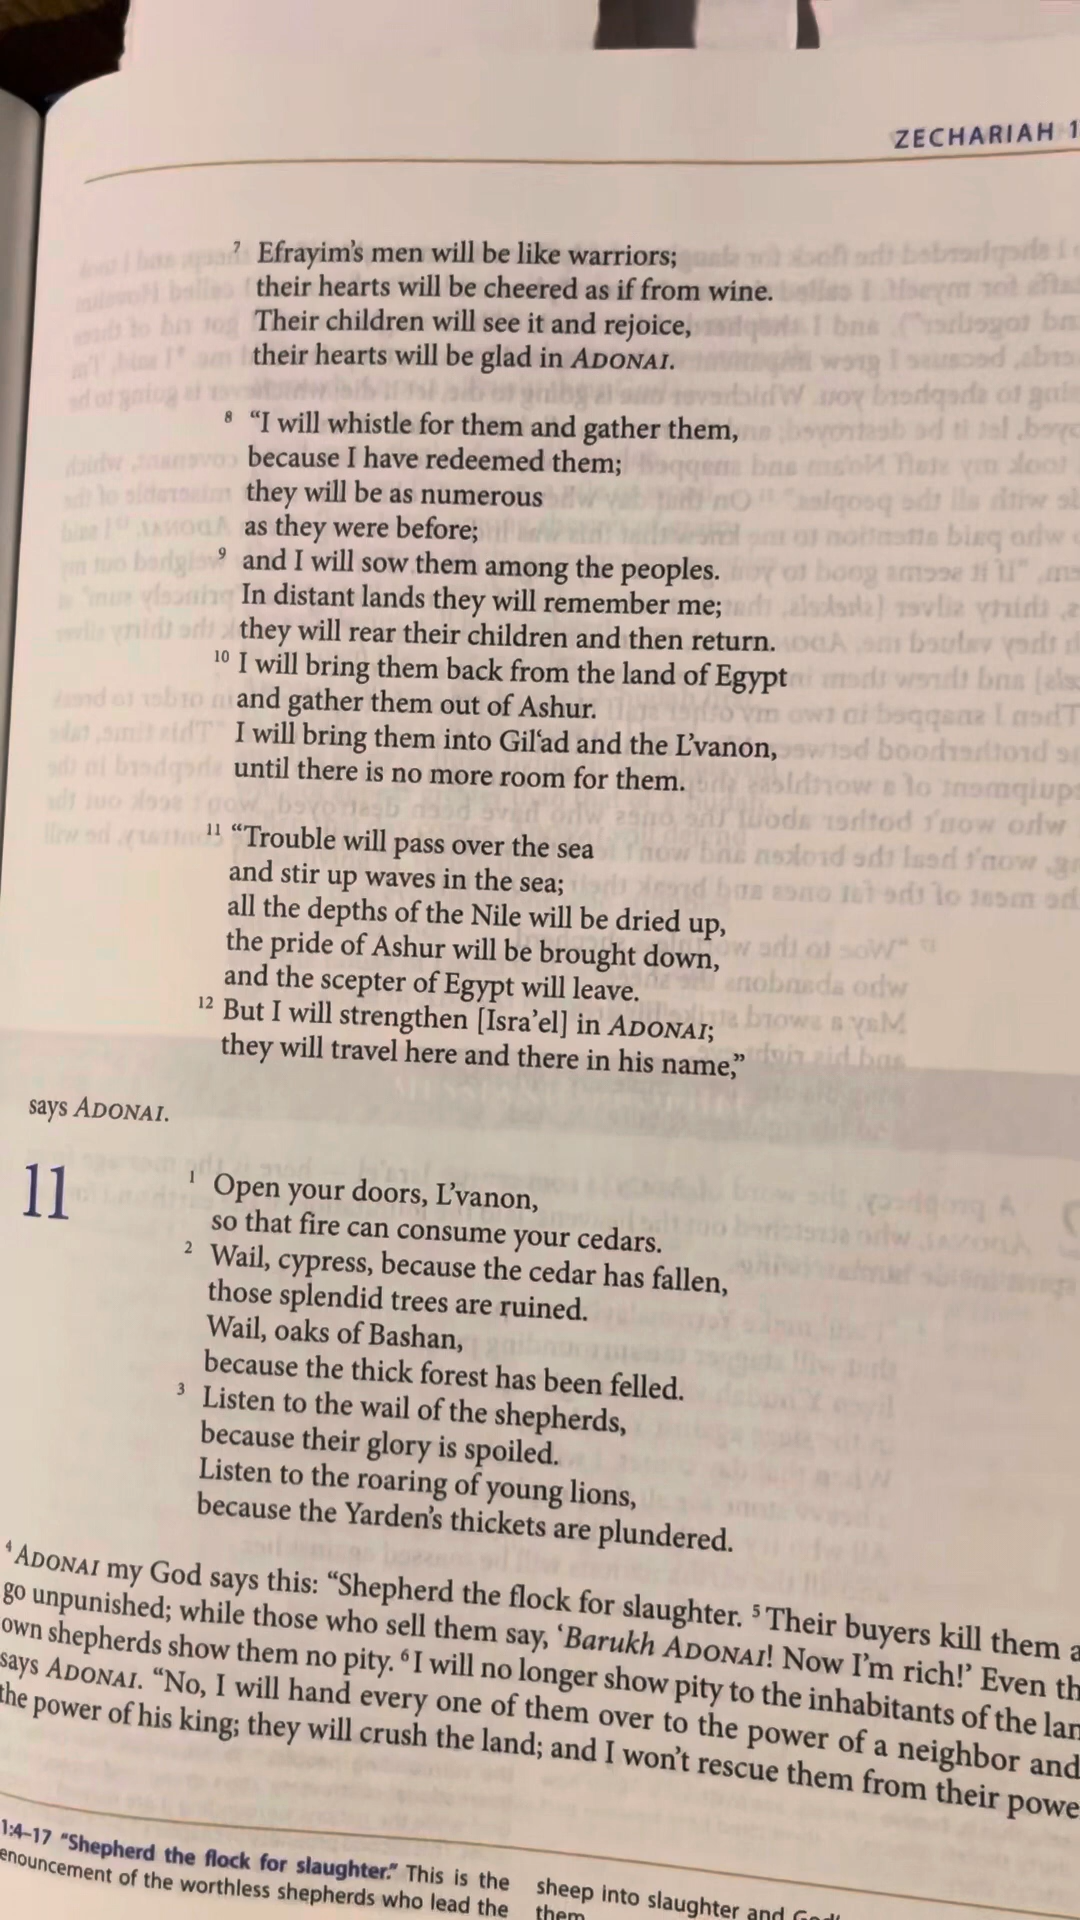 ZECHARIAH 1
7 Efrayim's men will be like warriors;
their hearts will be cheered as if from wine.
Their children will see it and rejoice,
their hearts will be glad in ADONAI.
8 “I will whistle for them and gather them,
because I have redeemed them;
they will be as numerous
as they were before;
9 and I will sow them among the peoples.
In distant lands they will remember me;
they will rear their children and then return.
10 I will bring them back from the land of Egypt
and gather them out of Ashur.
I will bring them into Gil‘ad and the L’vanon,
until there is no more room for them.
11 “Trouble will pass over the sea
and stir up waves in the sea;
all the depths of the Nile will be dried up,
the pride of Ashur will be brought down,
and the scepter of Egypt will leave.
12 But I will strengthen [Isra’el] in ADONAI;
they will travel here and there in his name,”
says ADONAI.
11
1 Open your doors, L’vanon,
so that fire can consume your cedars.
2 Wail, cypress, because the cedar has fallen,
those splendid trees are ruined.
Wail, oaks of Bashan,
because the thick forest has been felled.
3 Listen to the wail of the shepherds,
because their glory is spoiled.
Listen to the roaring of young lions,
because the Yarden’s thickets are plundered.
4 ADONAI my God says this: “Shepherd the flock for slaughter. 5 Their buyers kill them a
go unpunished; while those who sell them say, ‘Barukh ADONAI! Now I’m rich!’ Even th
own shepherds show them no pity. 6 I will no longer show pity to the inhabitants of the lan
says ADONAI. “No, I will hand every one of them over to the power of a neighbor and
the power of his king; they will crush the land; and I won’t rescue them from their powe
1:4–17 “Shepherd the flock for slaughter.” This is the
enouncement of the worthless shepherds who lead the
sheep into slaughter and
them